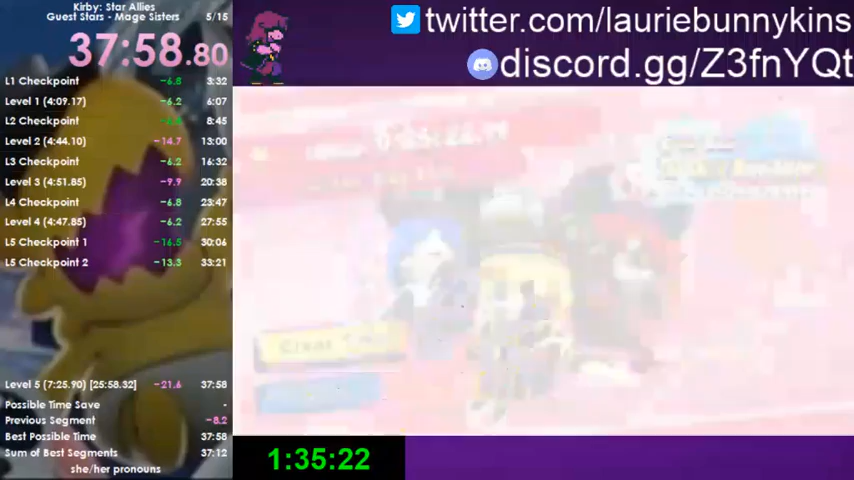 Kirby: Star Allies
Guest Stars - Mage Sisters 5/15
37:58.80
L1 Checkpoint -6.8 3:32
Level 1 (4:09.17) -6.2 6:07
L2 Checkpoint 8:45
Level 2 (4:44.10) -14.7 13:00
L3 Checkpoint -6.2 16:32
Level 3 (4:51.85) -9.9 20:38
L4 Checkpoint -6.8 23:47
Level 4 (4:47.85) -6.2 27:55
L5 Checkpoint 1 -16.5 30:06
L5 Checkpoint 2 -13.3 33:21
Level 5 (7:25.90) [25:58.32] -21.6 37:58
Possible Time Save -
Previous Segment -8.2
Best Possible Time 37:58
Sum of Best Segments 37:12
she/her pronouns
twitter.com/lauriebunnykins
discord.gg/Z3fnYQt
Clear
1:35:22